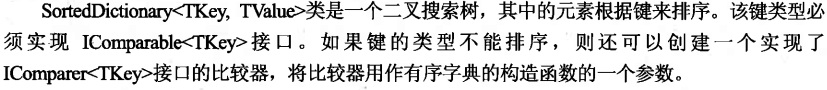 SortedDictionary<TKey, TValue>类是一个二叉搜索树，其中的元素根据键来排序。该键类型必
须实现 IComparable<TKey>接口。如果键的类型不能排序，则还可以创建一个实现了
IComparer<TKey>接口的比较器，将比较器用作有序字典的构造函数的一个参数。